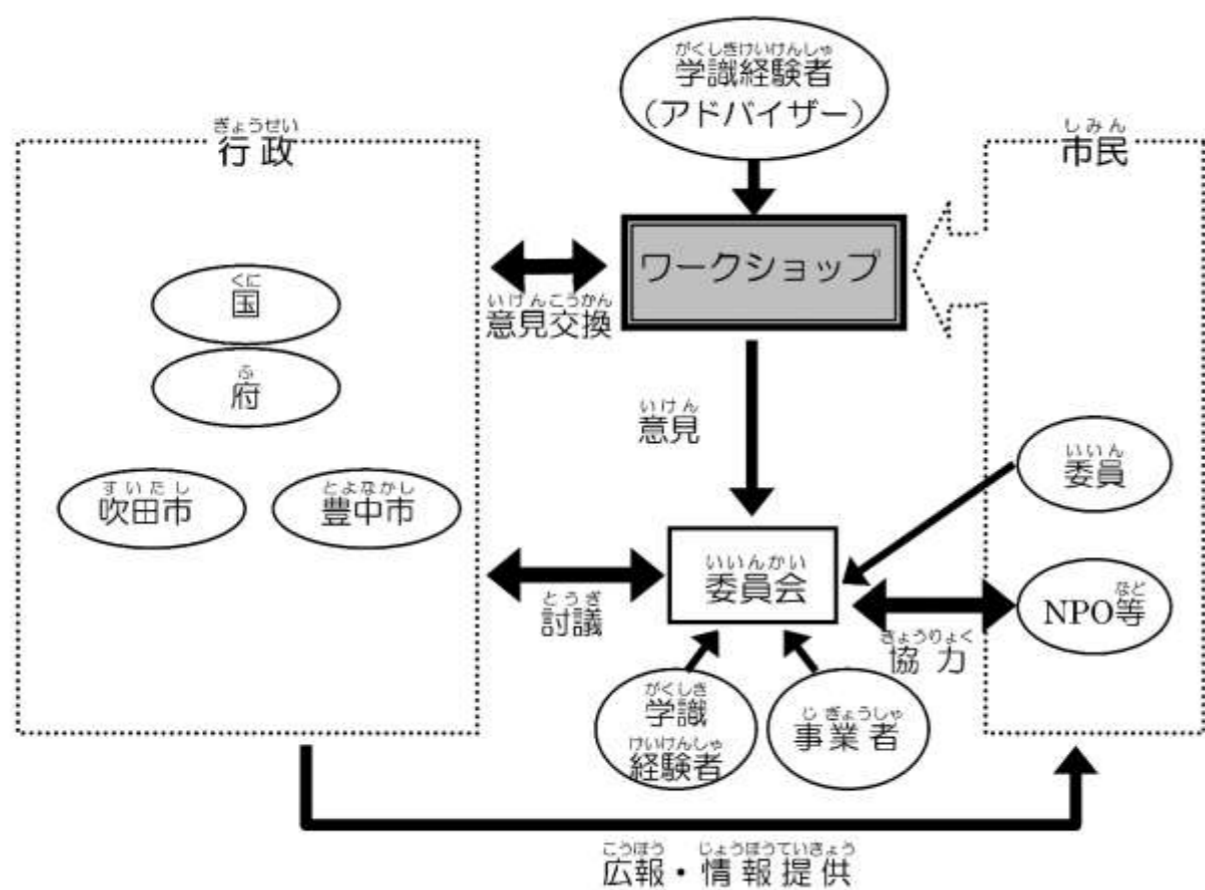 がくしきけいけんしゃ
学識経験者
（アドバイザー）
ぎょうせい
行政
しみん
市民
ワークショップ
くに
国
いけんこうかん
意見交換
ふ
府
いけん
意見
いいん
委員
すいたし
吹田市
とよなかし
豊中市
いいんかい
委員会
とうぎ
討議
など
NPO等
きょうりょく
協力
がくしき
学識
けいけんしゃ
経験者
じぎょうしゃ
事業者
こうほう じょうほうていきょう
広報・情報提供